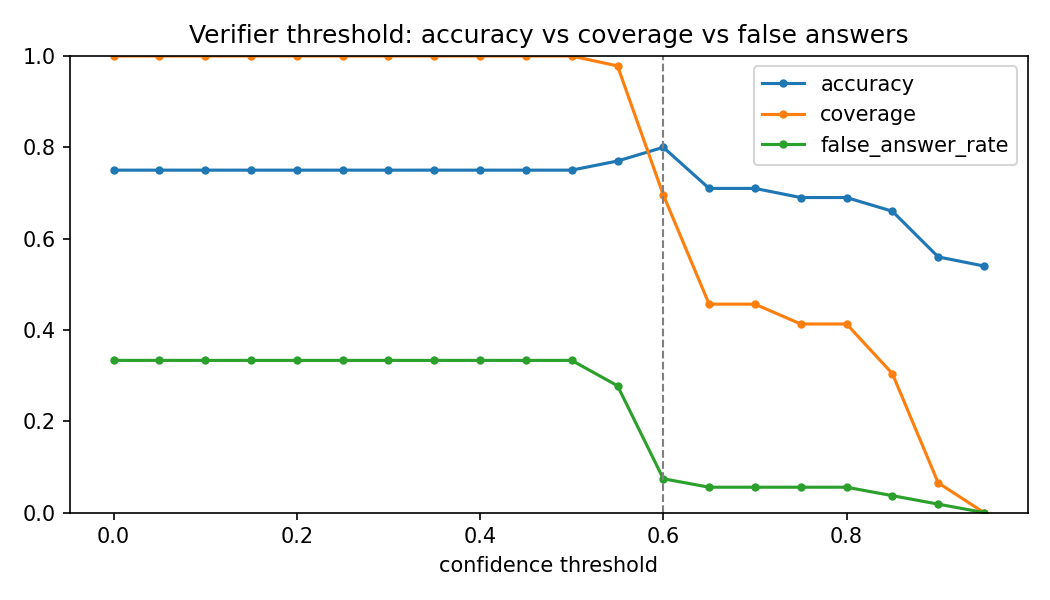 Verifier threshold: accuracy vs coverage vs false answers
1.0
0.8
0.6
0.4
0.2
0.0
accuracy
coverage
false_answer_rate
0.0 0.2 0.4 0.6 0.8
confidence threshold